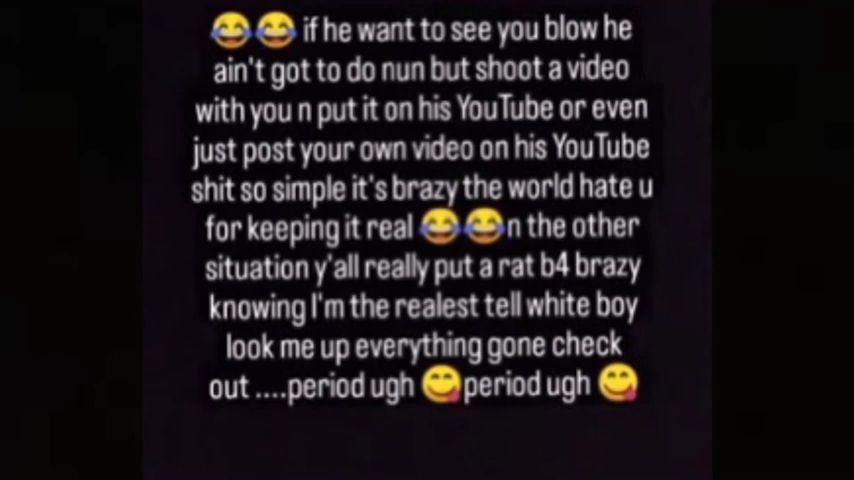 😂😂 if he want to see you blow he
ain't got to do nun but shoot a video
with you n put it on his YouTube or even
just post your own video on his YouTube
shit so simple it's brazy the world hate u
for keeping it real 😂😂n the other
situation y'all really put a rat b4 brazy
knowing I'm the realest tell white boy
look me up everything gone check
out ....period ugh 😋period ugh 😋